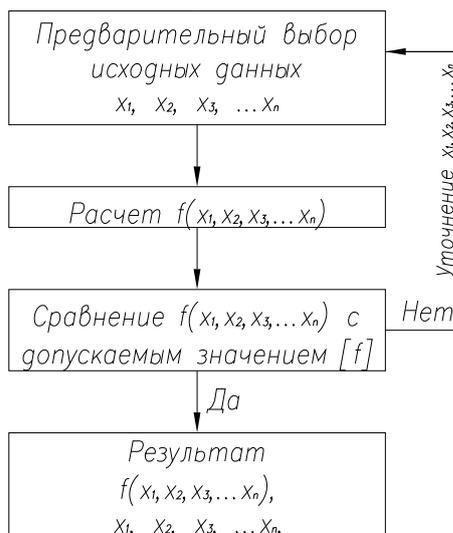 Предварительный выбор
исходных данных
x₁, x₂, x₃, ...xₙ
Расчет f(x₁,x₂,x₃,...xₙ)
Сравнение f(x₁,x₂,x₃,...xₙ) с
допускаемым значением [f]
Нет
Уточнение x₁,x₂,x₃,...xₙ
Да
Результат
f(x₁,x₂,x₃,...xₙ),
x₁, x₂, x₃, ...xₙ.